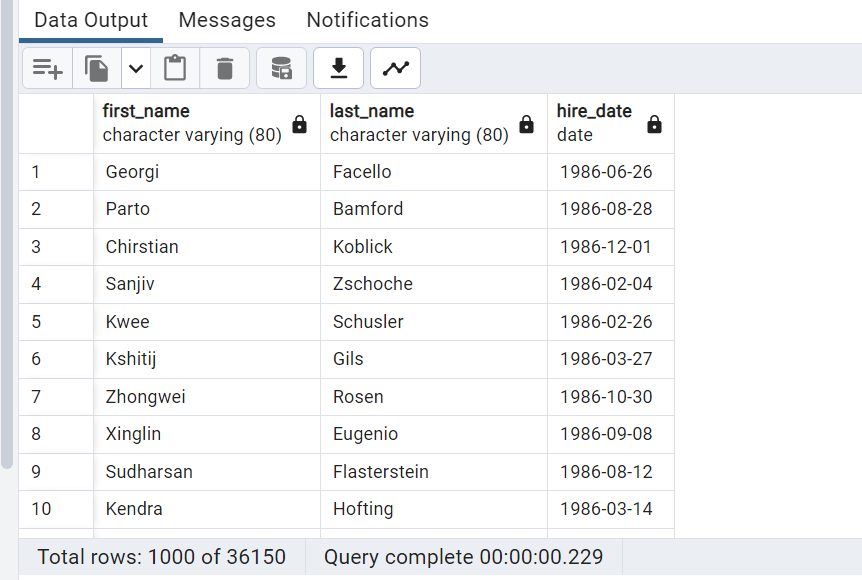 Data Output Messages Notifications
first_name last_name hire_date
character varying (80) character varying (80) date
1 Georgi Facello 1986-06-26
2 Parto Bamford 1986-08-28
3 Chirstian Koblick 1986-12-01
4 Sanjiv Zschoche 1986-02-04
5 Kwee Schusler 1986-02-26
6 Kshitij Gils 1986-03-27
7 Zhongwei Rosen 1986-10-30
8 Xinglin Eugenio 1986-09-08
9 Sudharsan Flasterstein 1986-08-12
10 Kendra Hofting 1986-03-14
Total rows: 1000 of 36150 Query complete 00:00:00.229